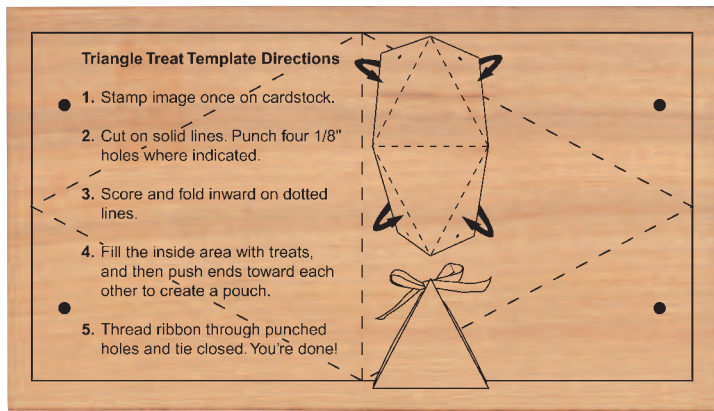 Triangle Treat Template Directions
1. Stamp image once on cardstock.
2. Cut on solid lines. Punch four 1/8"
holes where indicated.
3. Score and fold inward on dotted
lines.
4. Fill the inside area with treats,
and then push ends toward each
other to create a pouch.
5. Thread ribbon through punched
holes and tie closed. You're done!